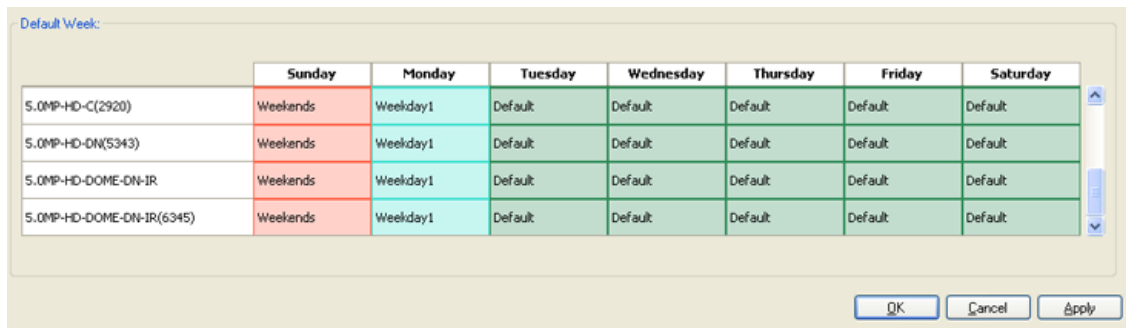 Default Week:
Sunday Monday Tuesday Wednesday Thursday Friday Saturday
5.0MP-HD-C(2920) Weekends Weekday1 Default Default Default Default Default
5.0MP-HD-DN(5343) Weekends Weekday1 Default Default Default Default Default
5.0MP-HD-DOME-DN-IR Weekends Weekday1 Default Default Default Default Default
5.0MP-HD-DOME-DN-IR(6345) Weekends Weekday1 Default Default Default Default Default
OK Cancel Apply